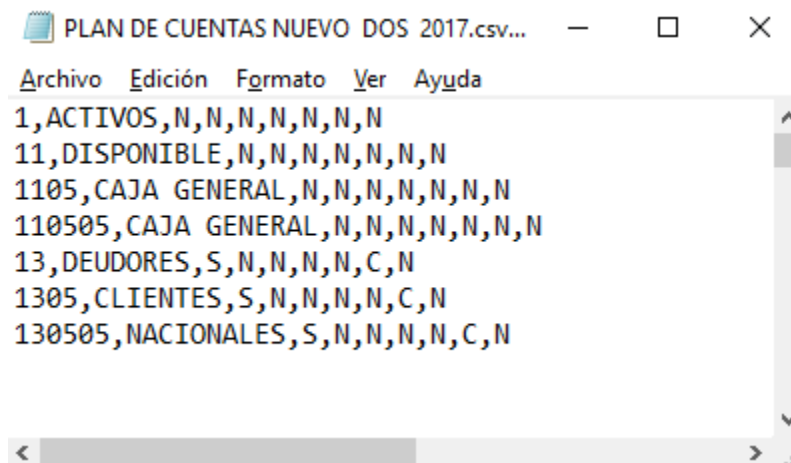 PLAN DE CUENTAS NUEVO  DOS  2017.csv...
Archivo Edición Formato Ver Ayuda
1,ACTIVOS,N,N,N,N,N,N,N
11,DISPONIBLE,N,N,N,N,N,N,N
1105,CAJA GENERAL,N,N,N,N,N,N,N
110505,CAJA GENERAL,N,N,N,N,N,N,N
13,DEUDORES,S,N,N,N,N,C,N
1305,CLIENTES,S,N,N,N,N,C,N
130505,NACIONALES,S,N,N,N,N,C,N